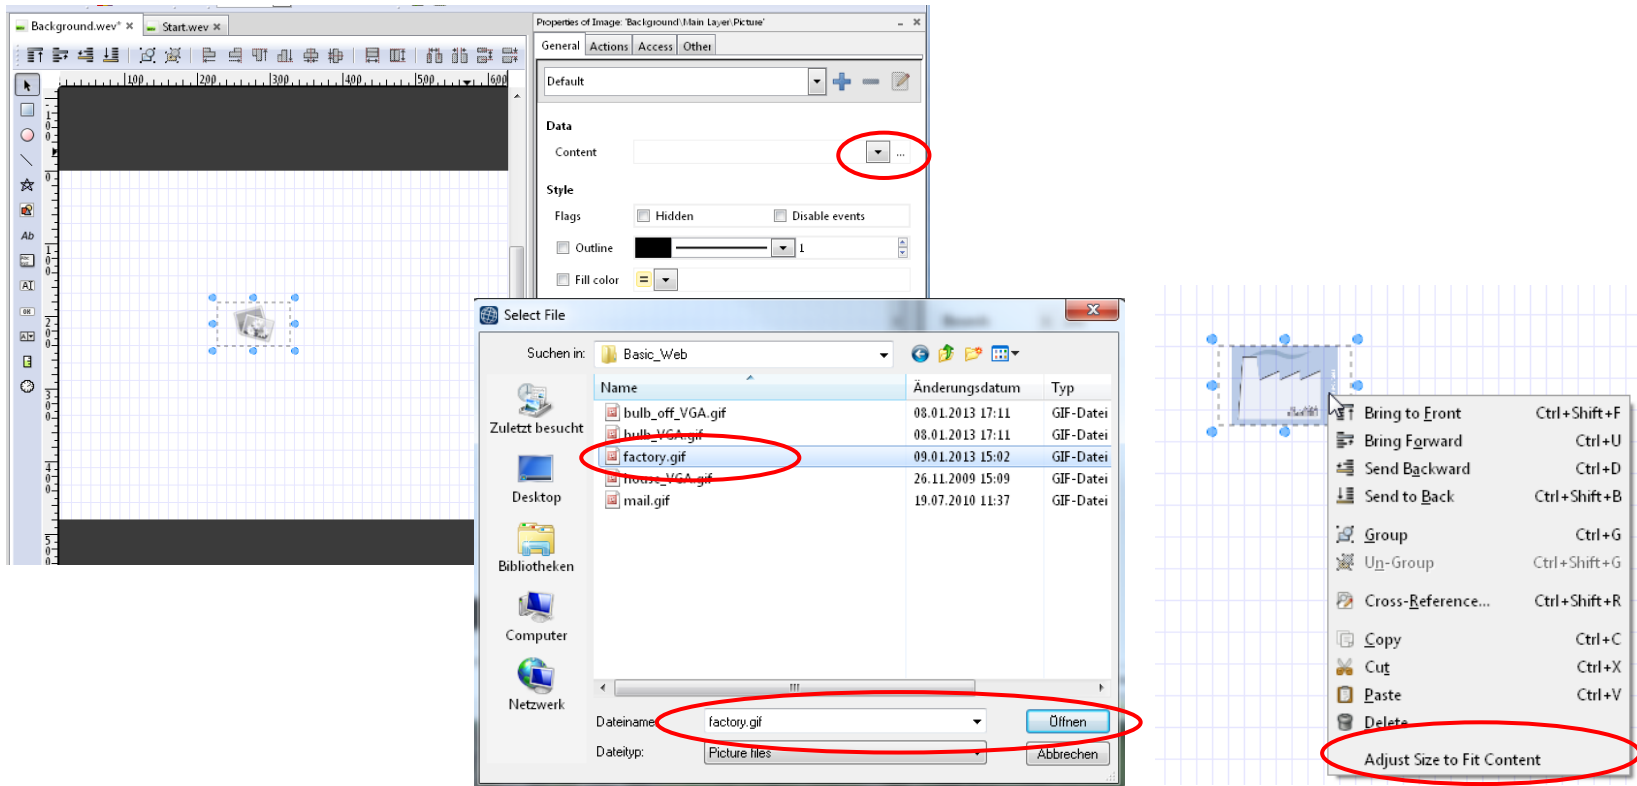 Background.wev* × Start.wev ×
100 200 300 400 500 600
Ab
AI
OK
Properties of Image: 'Background\Main Layer\Picture'
General Actions Access Other
Default
Data
Content ...
Style
Flags Hidden Disable events
Outline 1
Fill color =
Select File
Suchen in: Basic_Web
Name Änderungsdatum Typ
bulb_off_VGA.gif 08.01.2013 17:11 GIF-Datei
bulb_VGA.gif 08.01.2013 17:11 GIF-Datei
factory.gif 09.01.2013 15:02 GIF-Datei
house_VGA.gif 26.11.2009 15:09 GIF-Datei
mail.gif 19.07.2010 11:37 GIF-Datei
Zuletzt besucht
Desktop
Bibliotheken
Computer
Netzwerk
Dateiname: factory.gif Öffnen
Dateityp: Picture files Abbrechen
Bring to Front Ctrl+Shift+F
Bring Forward Ctrl+U
Send Backward Ctrl+D
Send to Back Ctrl+Shift+B
Group Ctrl+G
Un-Group Ctrl+Shift+G
Cross-Reference... Ctrl+Shift+R
Copy Ctrl+C
Cut Ctrl+X
Paste Ctrl+V
Delete
Adjust Size to Fit Content